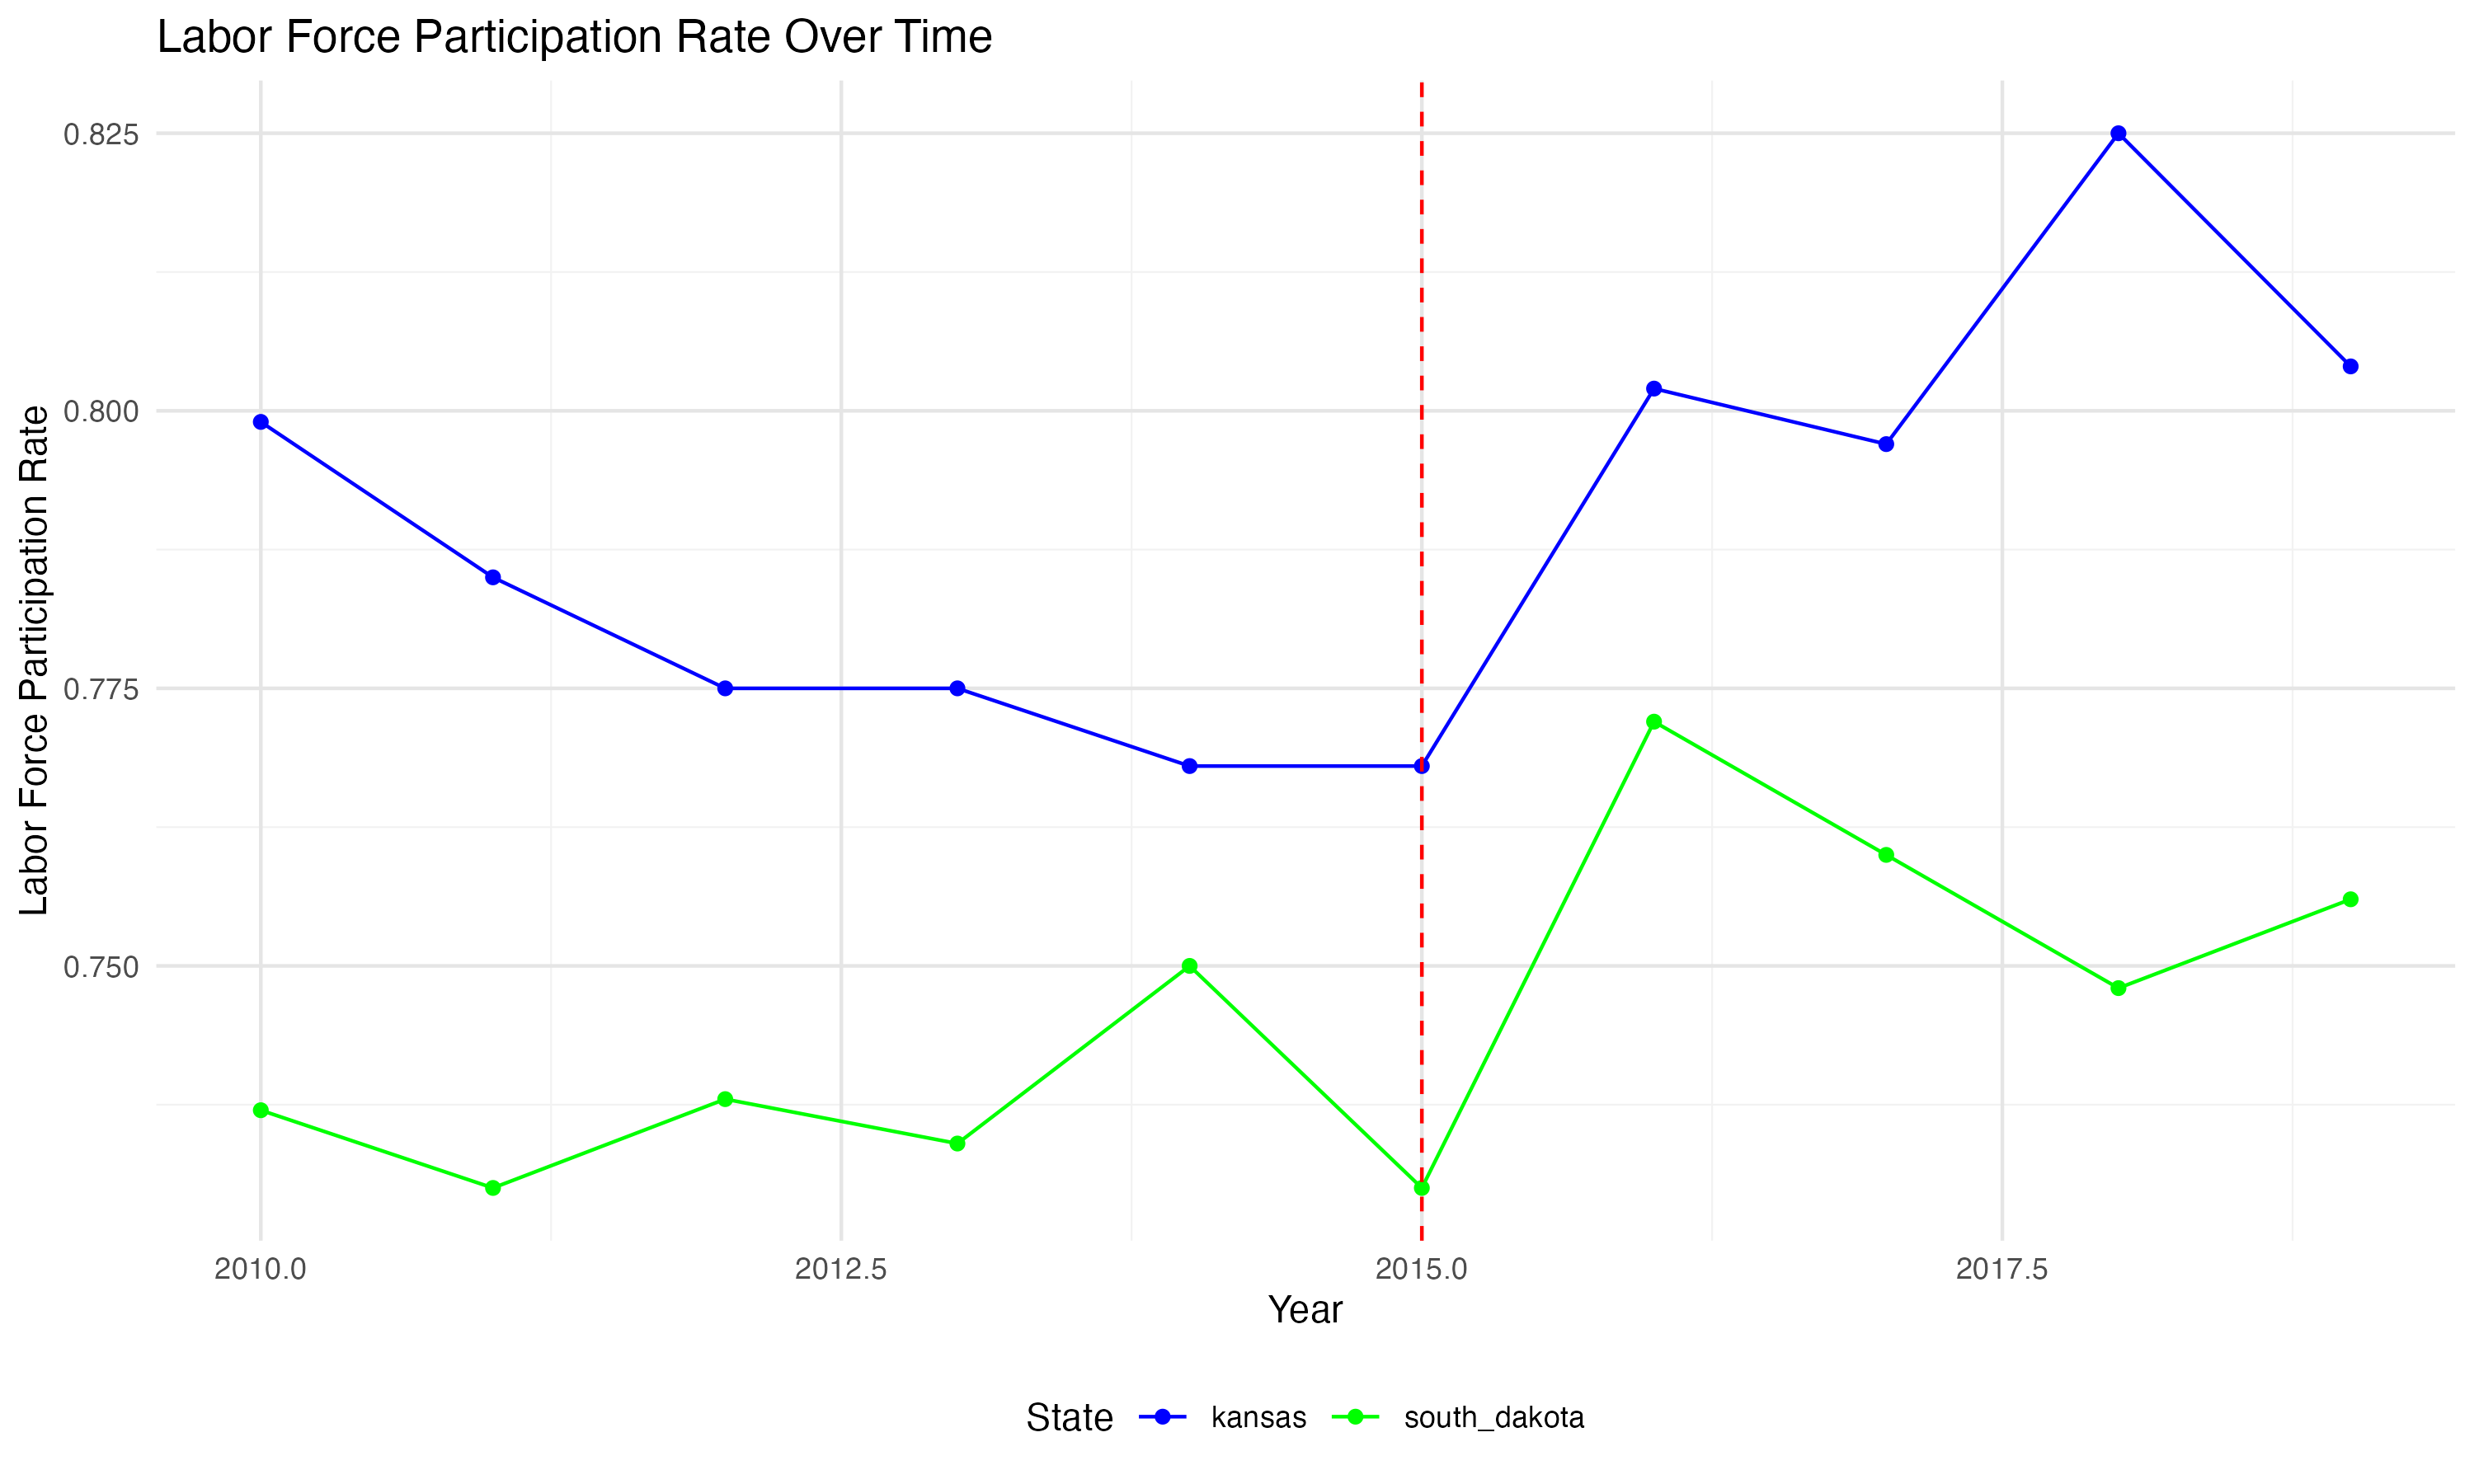 Labor Force Participation Rate Over Time
Labor Force Participation Rate
0.825
0.800
0.775
0.750
2010.0 2012.5 2015.0 2017.5
Year
State kansas south_dakota